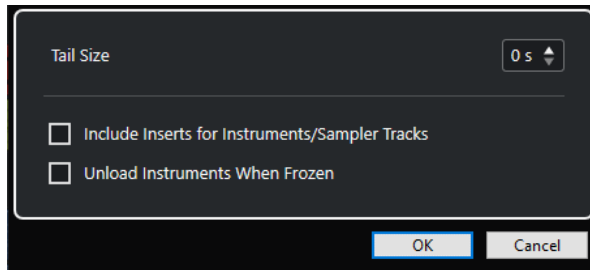 Tail Size
0 s
Include Inserts for Instruments/Sampler Tracks
Unload Instruments When Frozen
OK
Cancel